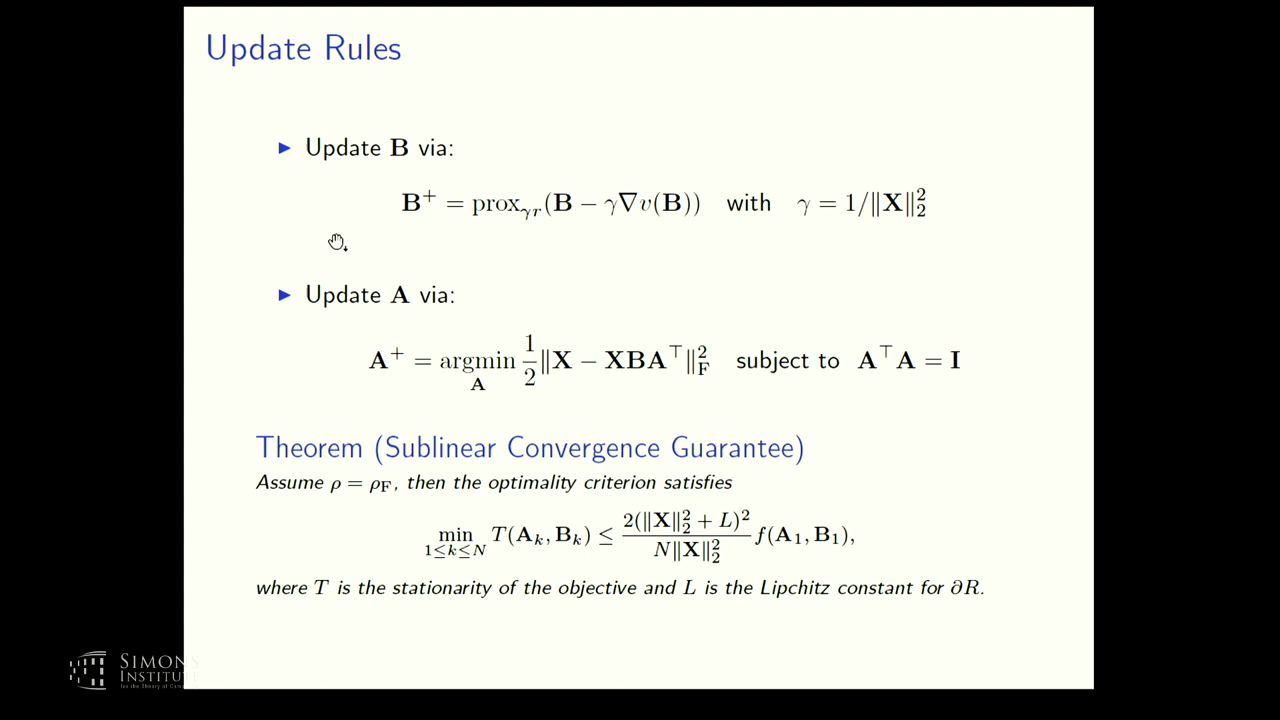 Update Rules
▶ Update B via:
B⁺ = prox_{γr}(B − γ∇v(B)) with γ = 1/‖X‖₂²
▶ Update A via:
A⁺ = argmin_A ½‖X − XBA^⊤‖_F² subject to A^⊤A = I
Theorem (Sublinear Convergence Guarantee)
Assume ρ = ρ_F, then the optimality criterion satisfies
min_{1≤k≤N} T(A_k, B_k) ≤ 2(‖X‖₂² + L)² / N‖X‖₂² f(A₁, B₁),
where T is the stationarity of the objective and L is the Lipchitz constant for ∂R.
SIMONS
INSTITUTE